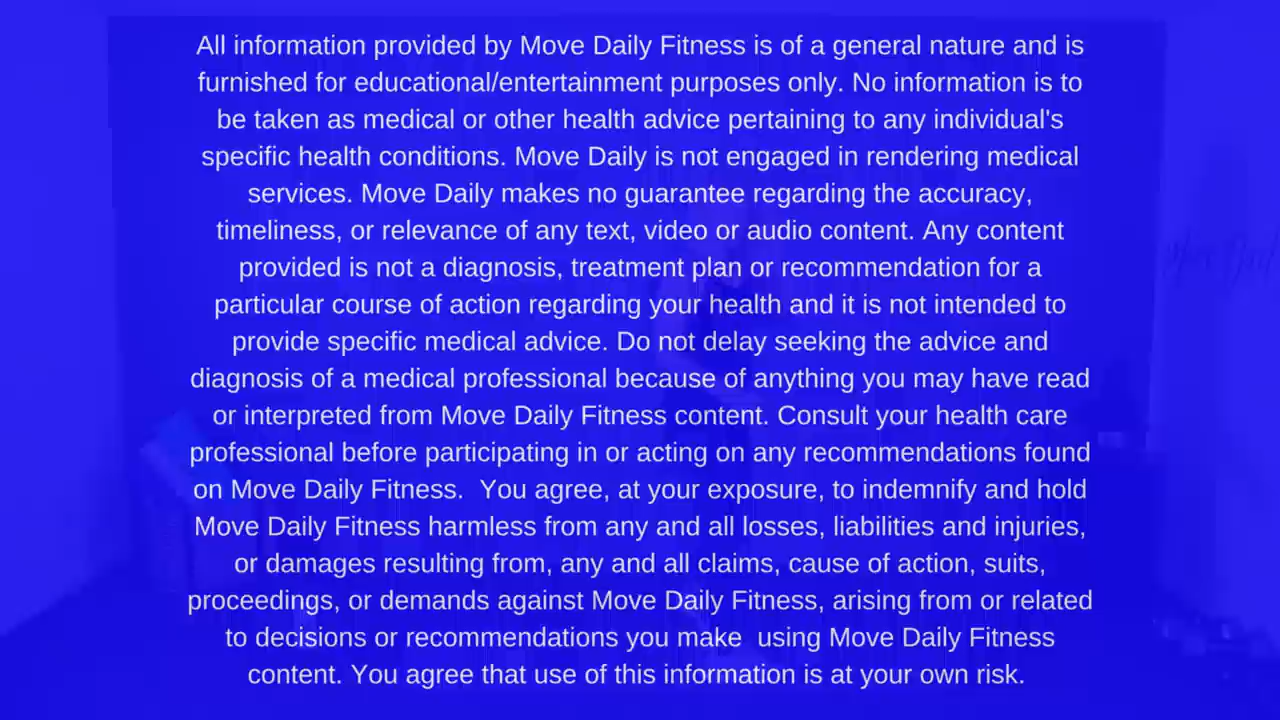 All information provided by Move Daily Fitness is of a general nature and is
furnished for educational/entertainment purposes only. No information is to
be taken as medical or other health advice pertaining to any individual's
specific health conditions. Move Daily is not engaged in rendering medical
services. Move Daily makes no guarantee regarding the accuracy,
timeliness, or relevance of any text, video or audio content. Any content
provided is not a diagnosis, treatment plan or recommendation for a
particular course of action regarding your health and it is not intended to
provide specific medical advice. Do not delay seeking the advice and
diagnosis of a medical professional because of anything you may have read
or interpreted from Move Daily Fitness content. Consult your health care
professional before participating in or acting on any recommendations found
on Move Daily Fitness.  You agree, at your exposure, to indemnify and hold
Move Daily Fitness harmless from any and all losses, liabilities and injuries,
or damages resulting from, any and all claims, cause of action, suits,
proceedings, or demands against Move Daily Fitness, arising from or related
to decisions or recommendations you make  using Move Daily Fitness
content. You agree that use of this information is at your own risk.